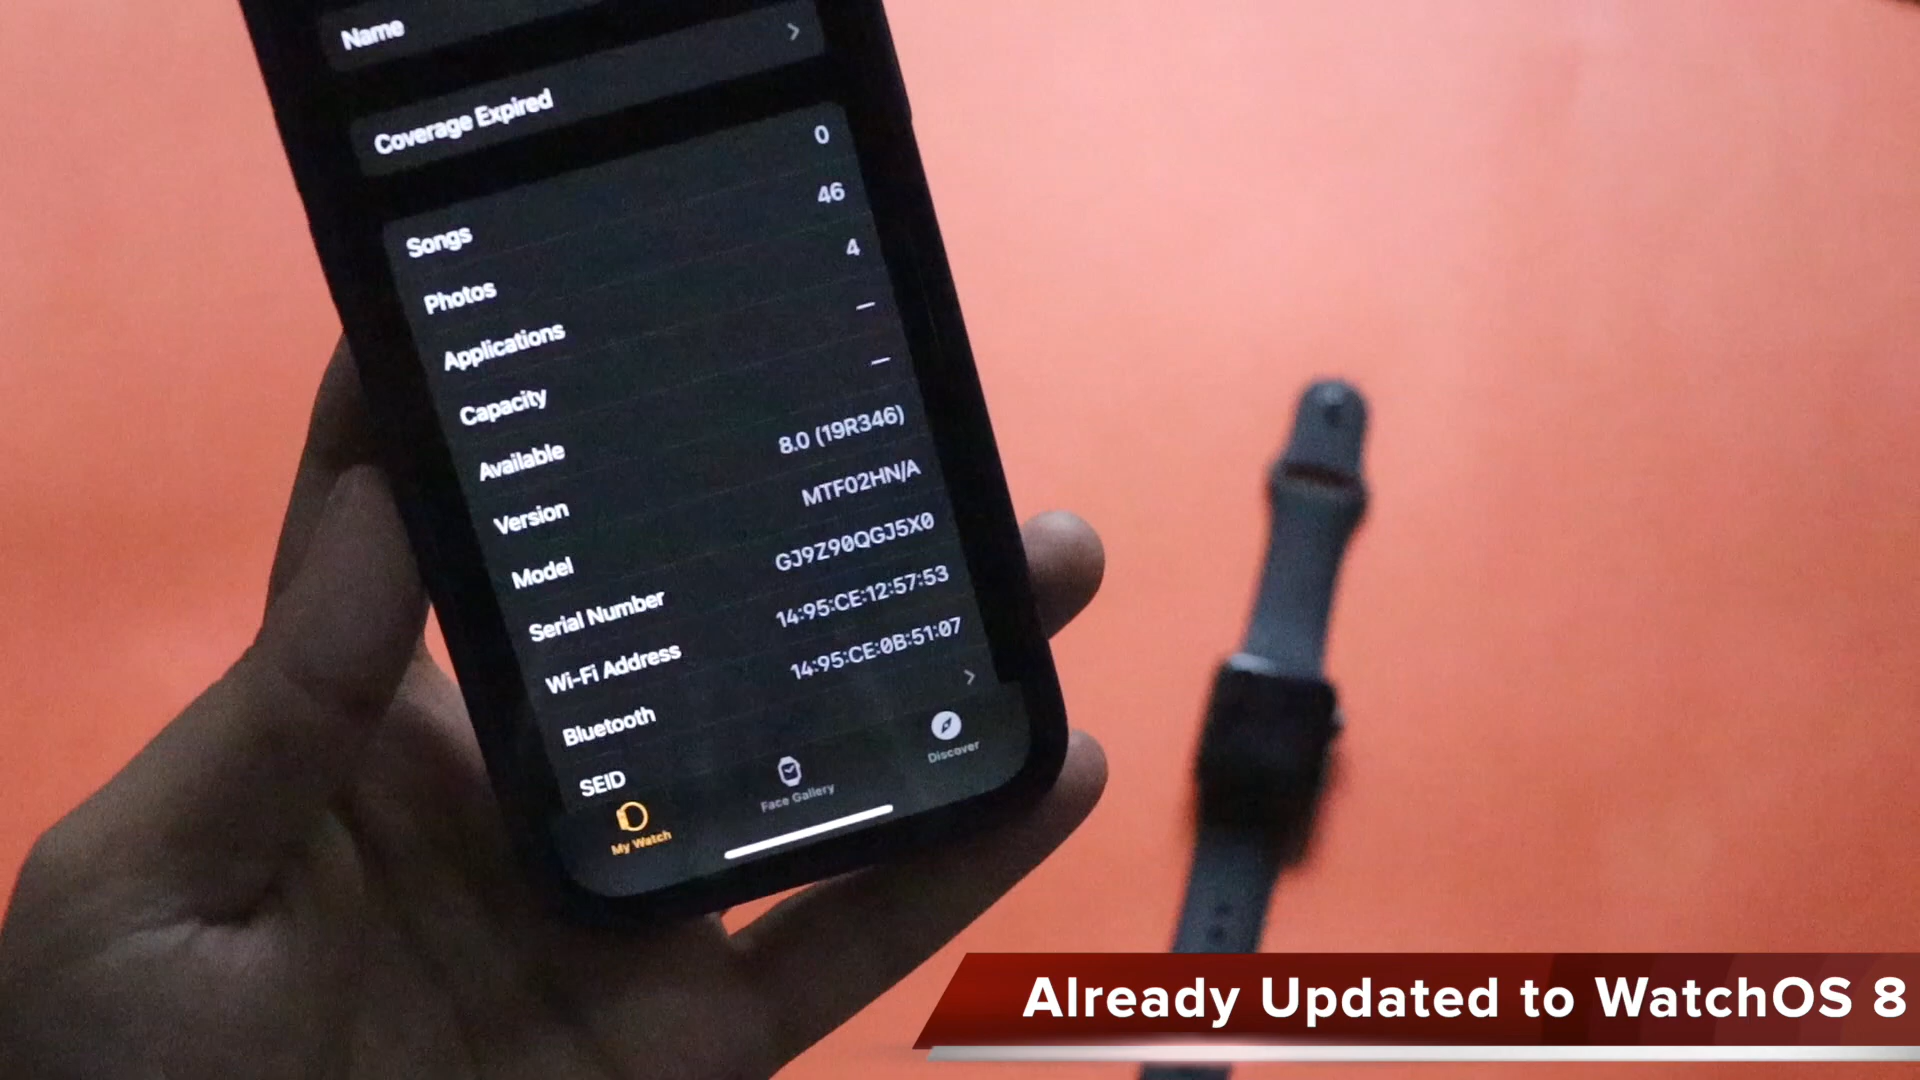 Name
Coverage Expired
Songs 0
Photos 46
Applications 4
Capacity —
Available —
Version 8.0 (19R346)
Model MTF02HN/A
Serial Number GJ9Z90QGJ5X0
Wi-Fi Address 14:95:CE:12:57:53
Bluetooth 14:95:CE:0B:51:07
SEID
My Watch
Face Gallery
Discover
Already Updated to WatchOS 8